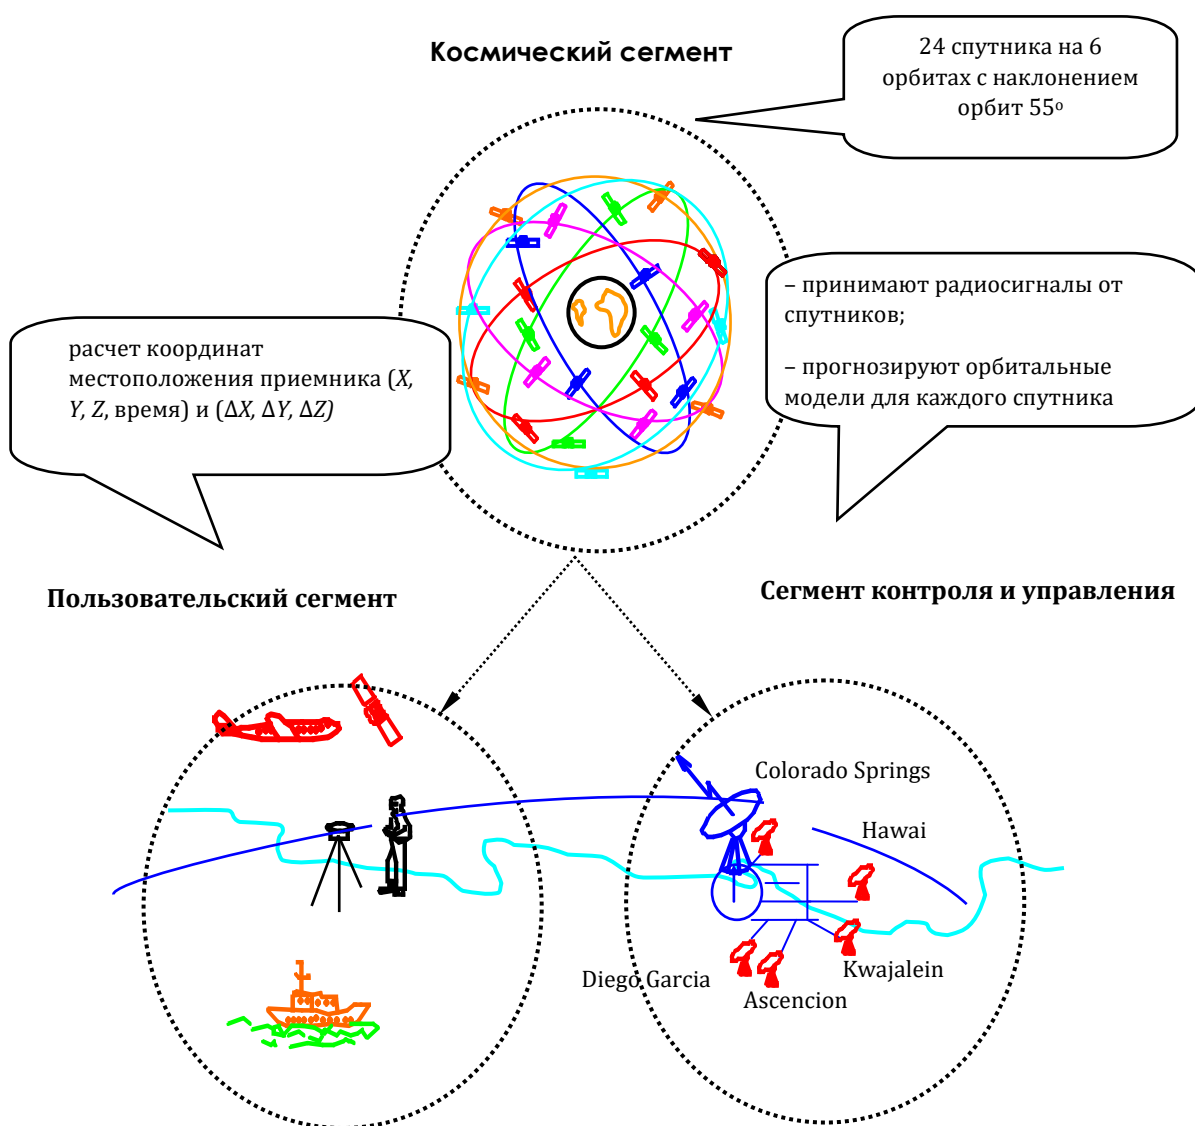 Космический сегмент
24 спутника на 6
орбитах с наклонением
орбит 55º
– принимают радиосигналы от
спутников;
– прогнозируют орбитальные
модели для каждого спутника
расчет координат
местоположения приемника (X,
Y, Z, время) и (ΔX, ΔY, ΔZ)
Пользовательский сегмент
Сегмент контроля и управления
Colorado Springs
Hawai
Kwajalein
Diego Garcia
Ascencion